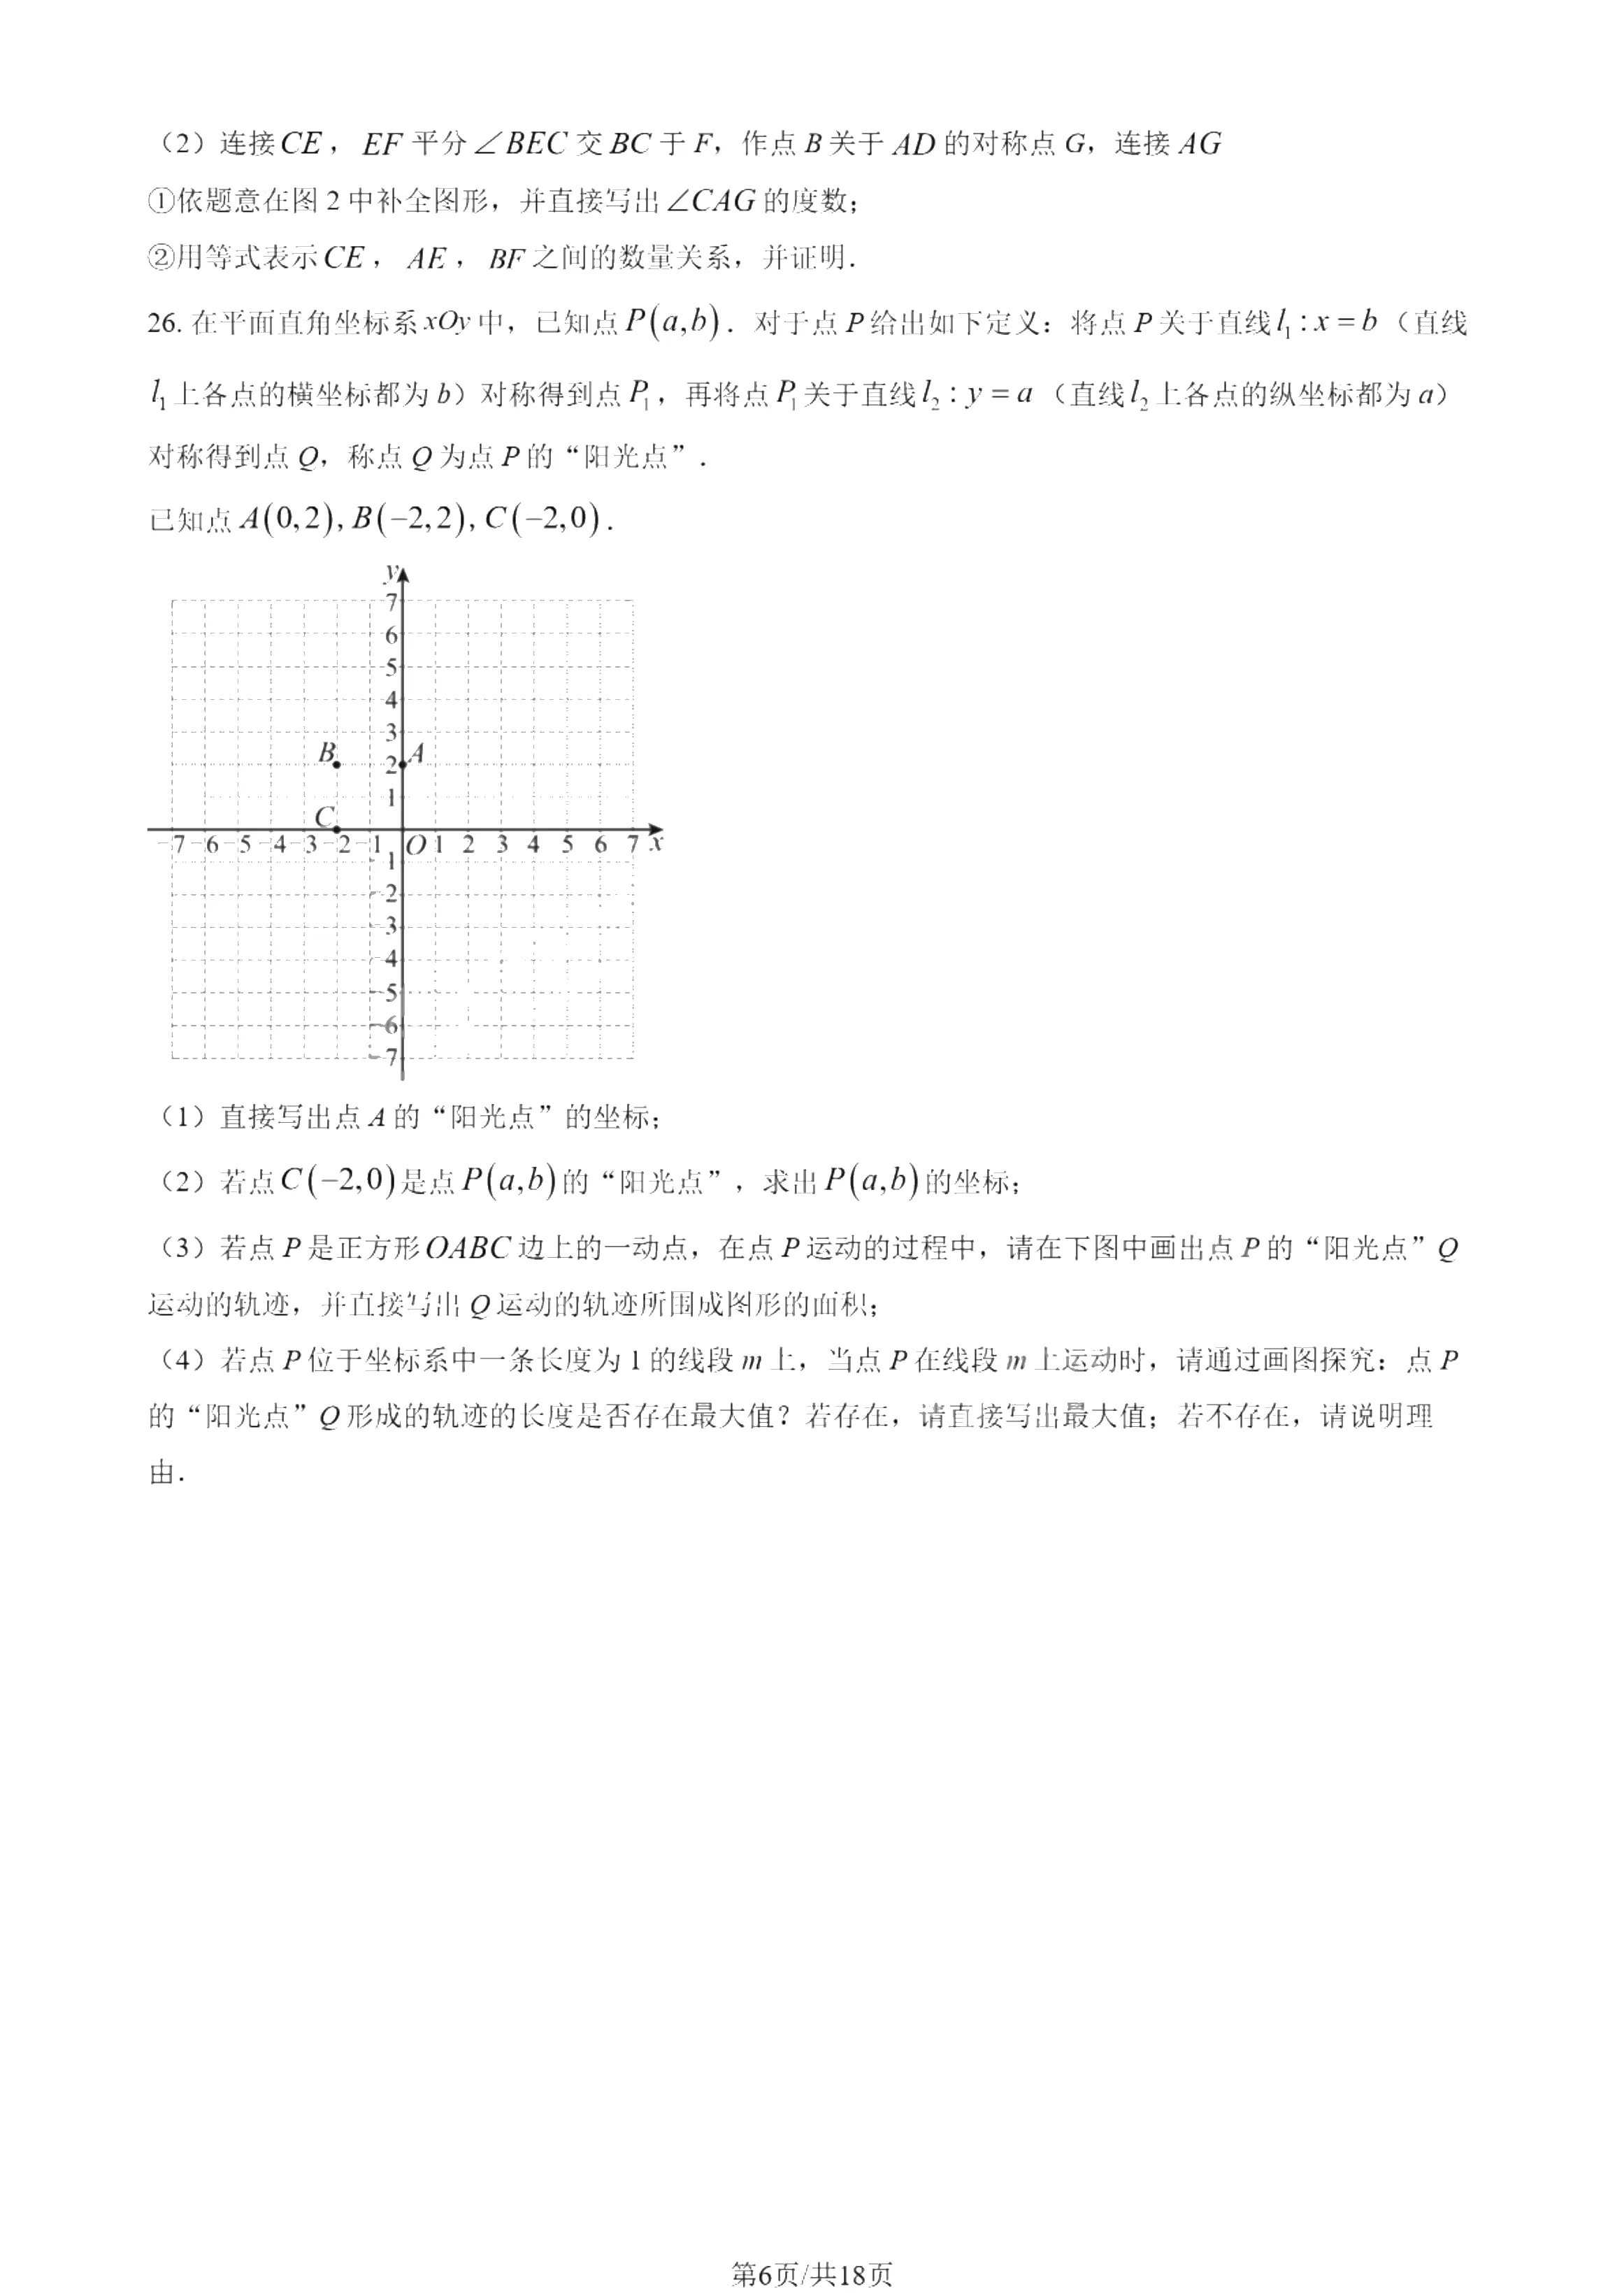 （2）连接CE，EF平分∠BEC交BC于F，作点B关于AD的对称点G，连接AG
①依题意在图2中补全图形，并直接写出∠CAG的度数；
②用等式表示CE，AE，BF之间的数量关系，并证明．
26. 在平面直角坐标系xOy中，已知点P(a,b)．对于点P给出如下定义：将点P关于直线l₁:x=b（直线
l₁上各点的横坐标都为b）对称得到点P₁，再将点P₁关于直线l₂:y=a（直线l₂上各点的纵坐标都为a）
对称得到点Q，称点Q为点P的“阳光点”．
已知点A(0,2),B(-2,2),C(-2,0)．
y
7
6
5
4
3
B 2 A
1
C
-7 -6 -5 -4 -3 -2 -1 O 1 2 3 4 5 6 7 x
-1
-2
-3
-4
-5
-6
-7
（1）直接写出点A的“阳光点”的坐标；
（2）若点C(-2,0)是点P(a,b)的“阳光点”，求出P(a,b)的坐标；
（3）若点P是正方形OABC边上的一动点，在点P运动的过程中，请在下图中画出点P的“阳光点”Q
运动的轨迹，并直接写出Q运动的轨迹所围成图形的面积；
（4）若点P位于坐标系中一条长度为1的线段m上，当点P在线段m上运动时，请通过画图探究：点P
的“阳光点”Q形成的轨迹的长度是否存在最大值？若存在，请直接写出最大值；若不存在，请说明理
由．
第6页/共18页